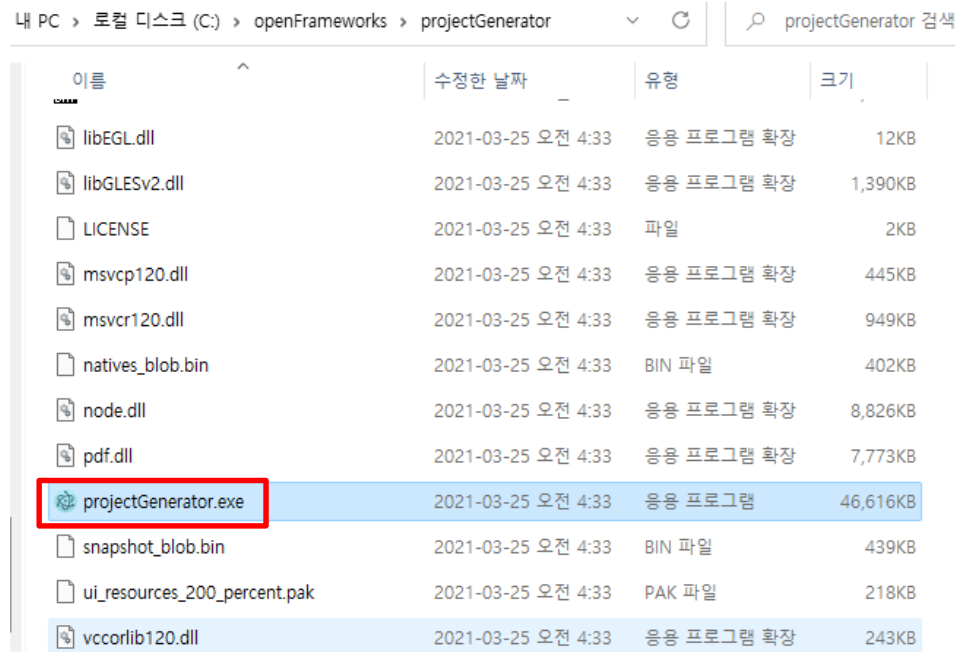 내 PC > 로컬 디스크 (C:) > openFrameworks > projectGenerator projectGenerator 검색
이름 수정한 날짜 유형 크기
libEGL.dll 2021-03-25 오전 4:33 응용 프로그램 확장 12KB
libGLESv2.dll 2021-03-25 오전 4:33 응용 프로그램 확장 1,390KB
LICENSE 2021-03-25 오전 4:33 파일 2KB
msvcp120.dll 2021-03-25 오전 4:33 응용 프로그램 확장 445KB
msvcr120.dll 2021-03-25 오전 4:33 응용 프로그램 확장 949KB
natives_blob.bin 2021-03-25 오전 4:33 BIN 파일 402KB
node.dll 2021-03-25 오전 4:33 응용 프로그램 확장 8,826KB
pdf.dll 2021-03-25 오전 4:33 응용 프로그램 확장 7,773KB
projectGenerator.exe 2021-03-25 오전 4:33 응용 프로그램 46,616KB
snapshot_blob.bin 2021-03-25 오전 4:33 BIN 파일 439KB
ui_resources_200_percent.pak 2021-03-25 오전 4:33 PAK 파일 218KB
vccorlib120.dll 2021-03-25 오전 4:33 응용 프로그램 확장 243KB